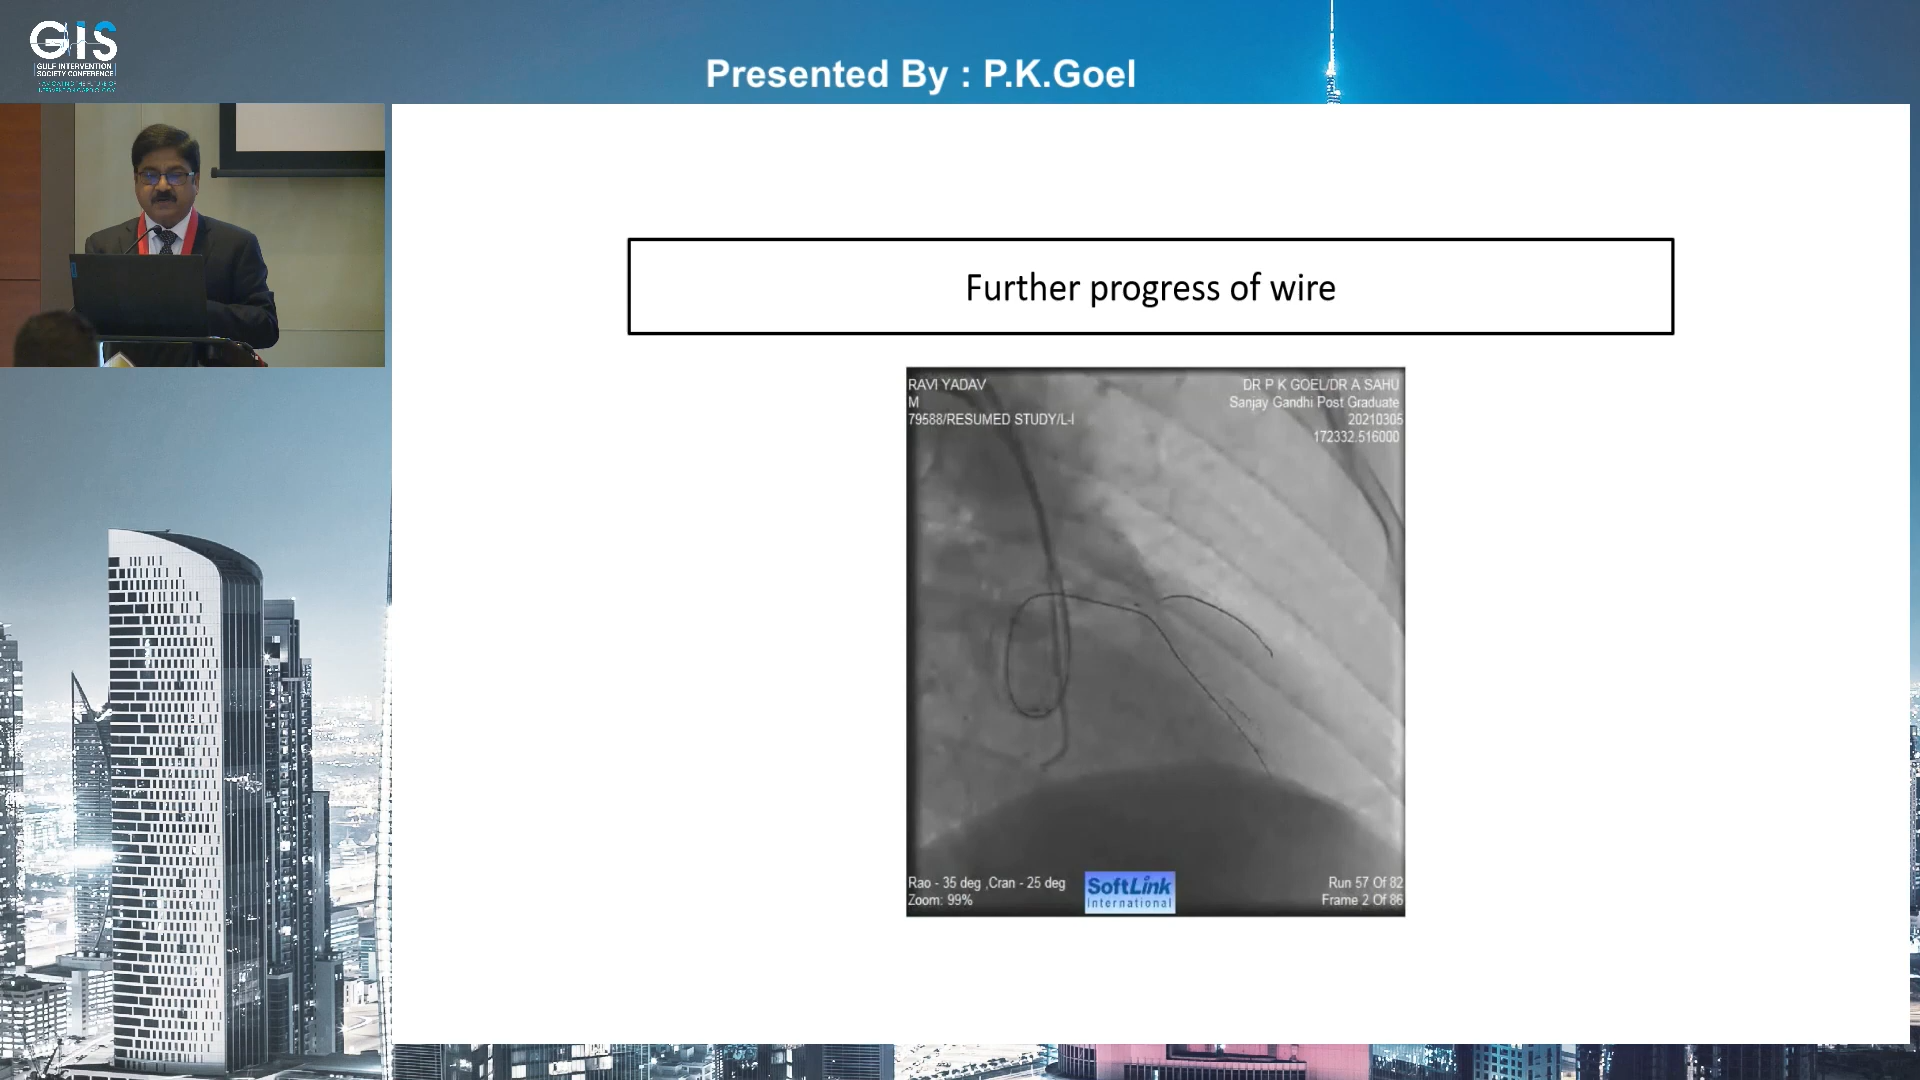 GIS
GULF INTERVENTION
SOCIETY CONFERENCE
Presented By : P.K.Goel
Further progress of wire
RAVI YADAV
M
79588/RESUMED STUDY/L-I
DR P K GOEL/DR A SAHU
Sanjay Gandhi Post Graduate
20210305
172332.516000
Rao - 35 deg ,Cran - 25 deg
Zoom: 99%
SoftLink
International
Run 57 Of 82
Frame 2 Of 86